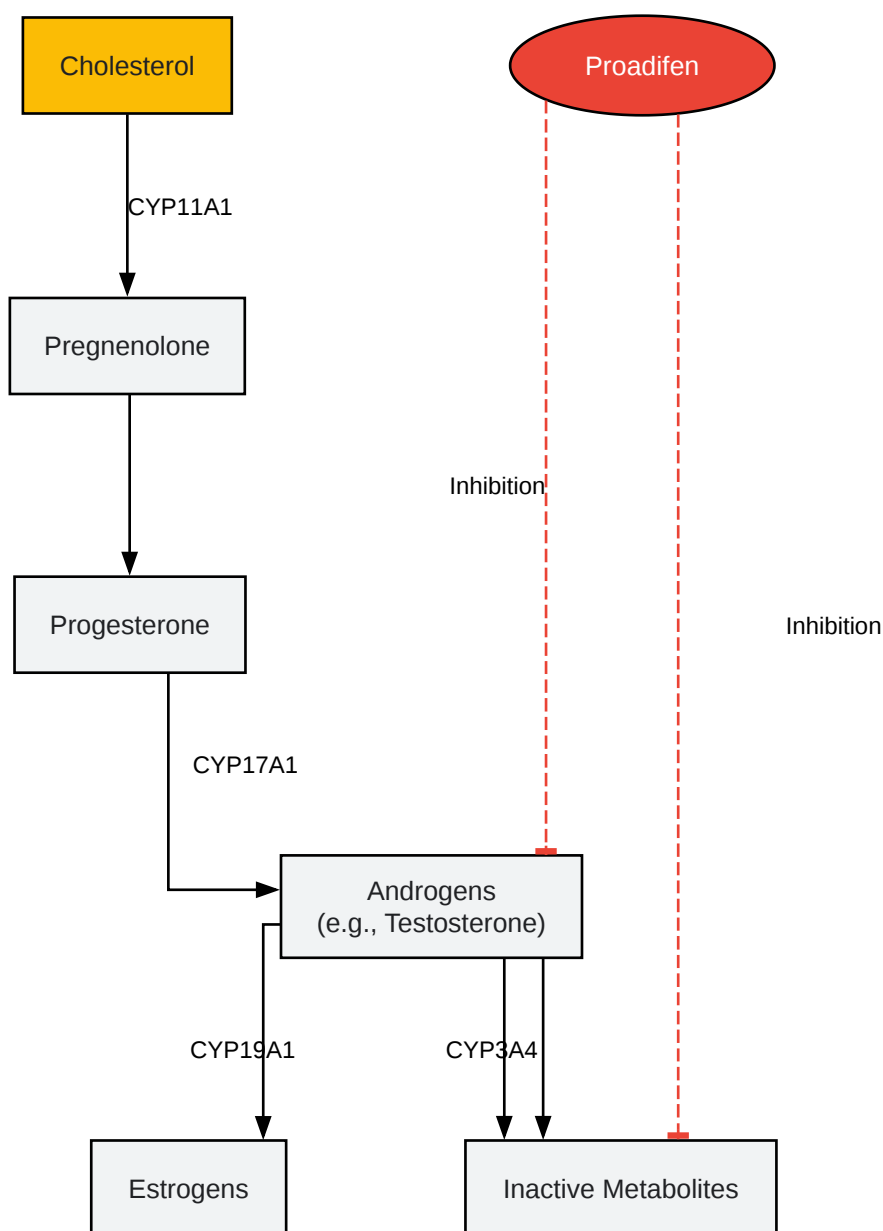 Cholesterol
Proadifen
CYP11A1
Pregnenolone
Inhibition
Progesterone
Inhibition
CYP17A1
Androgens
(e.g., Testosterone)
CYP19A1
CYP3A4
Estrogens
Inactive Metabolites